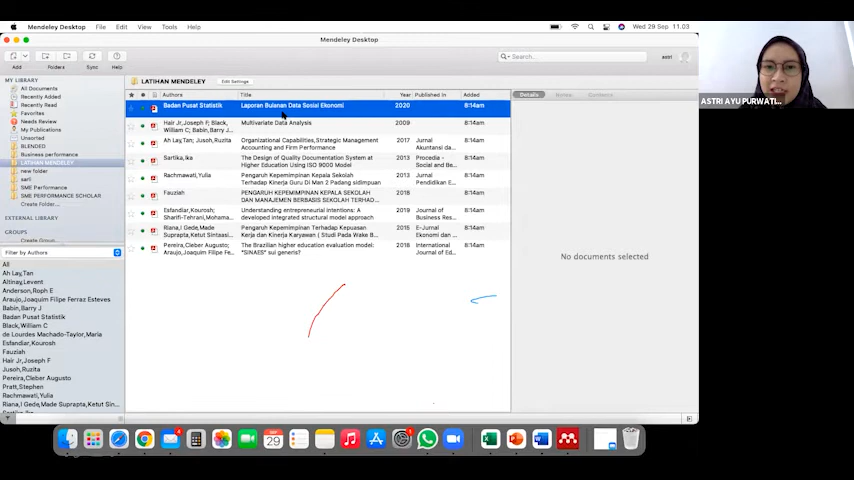 Mendeley Desktop File Edit View Tools Help Wed 29 Sep 11.03
Mendeley Desktop
Add Folders Sync Help
Search...
astri
MY LIBRARY
All Documents
Recently Added
Recently Read
Favorites
Needs Review
My Publications
Unsorted
BLENDED
Business performance
LATIHAN MENDELEY
new folder
sarli
SME Performance
SME PERFORMANCE SCHOLAR
Create Folder...
EXTERNAL LIBRARY
GROUPS
Create Group...
Filter by Authors
All
Ah Lay,Tan
Altinay,Levent
Anderson,Roph E
Araujo,Joaquim Filipe Ferraz Esteves
Babin,Barry J
Badan Pusat Statistik
Black,William C
de Lourdes Machado-Taylor,Maria
Esfandiar,Kourosh
Fauziah
Hair Jr,Joseph F
Jusoh,Ruzita
Pereira,Cleber Augusto
Pratt,Stephen
Rachmawati,Yulia
Riana,I Gede,Made Suprapta,Ketut Sin...
LATIHAN MENDELEY Edit Settings
Authors Title Year Published In Added
Badan Pusat Statistik Laporan Bulanan Data Sosial Ekonomi 2020 8:14am
Hair Jr,Joseph F; Black, Multivariate Data Analysis 2009 8:14am
William C; Babin,Barry J...
Ah Lay,Tan; Jusoh,Ruzita Organizational Capabilities,Strategic Management 2017 Jurnal 8:14am
Accounting and Firm Performance Akuntansi da...
Sartika,Ika The Design of Quality Documentation System at 2013 Procedia - 8:14am
Higher Education Using ISO 9000 Model Social and Be...
Rachmawati,Yulia Pengaruh Kepemimpinan Kepala Sekolah 2013 Jurnal 8:14am
Terhadap Kinerja Guru Di Man 2 Padang sidimpuan Pendidikan E...
Fauziah PENGARUH KEPEMIMPINAN KEPALA SEKOLAH 2018 8:14am
DAN MANAJEMEN BERBASIS SEKOLAH TERHAD...
Esfandiar,Kourosh; Understanding entrepreneurial intentions: A 2019 Journal of 8:14am
Sharifi-Tehrani,Mohama... developed integrated structural model approach Business Res...
Riana,I Gede,Made Pengaruh Kepemimpinan Terhadap Kepuasan 2015 E-Jurnal 8:14am
Suprapta,Ketut Sintaasi... Kerja dan Kinerja Karyawan ( Studi Pada Wake B... Ekonomi dan ...
Pereira,Cleber Augusto; The Brazilian higher education evaluation model: 2018 International 8:14am
Araujo,Joaquim Filipe F... "SINAES" sui generis? Journal of Ed...
Details Notes Contents
No documents selected
ASTRI AYU PURWATI...
29